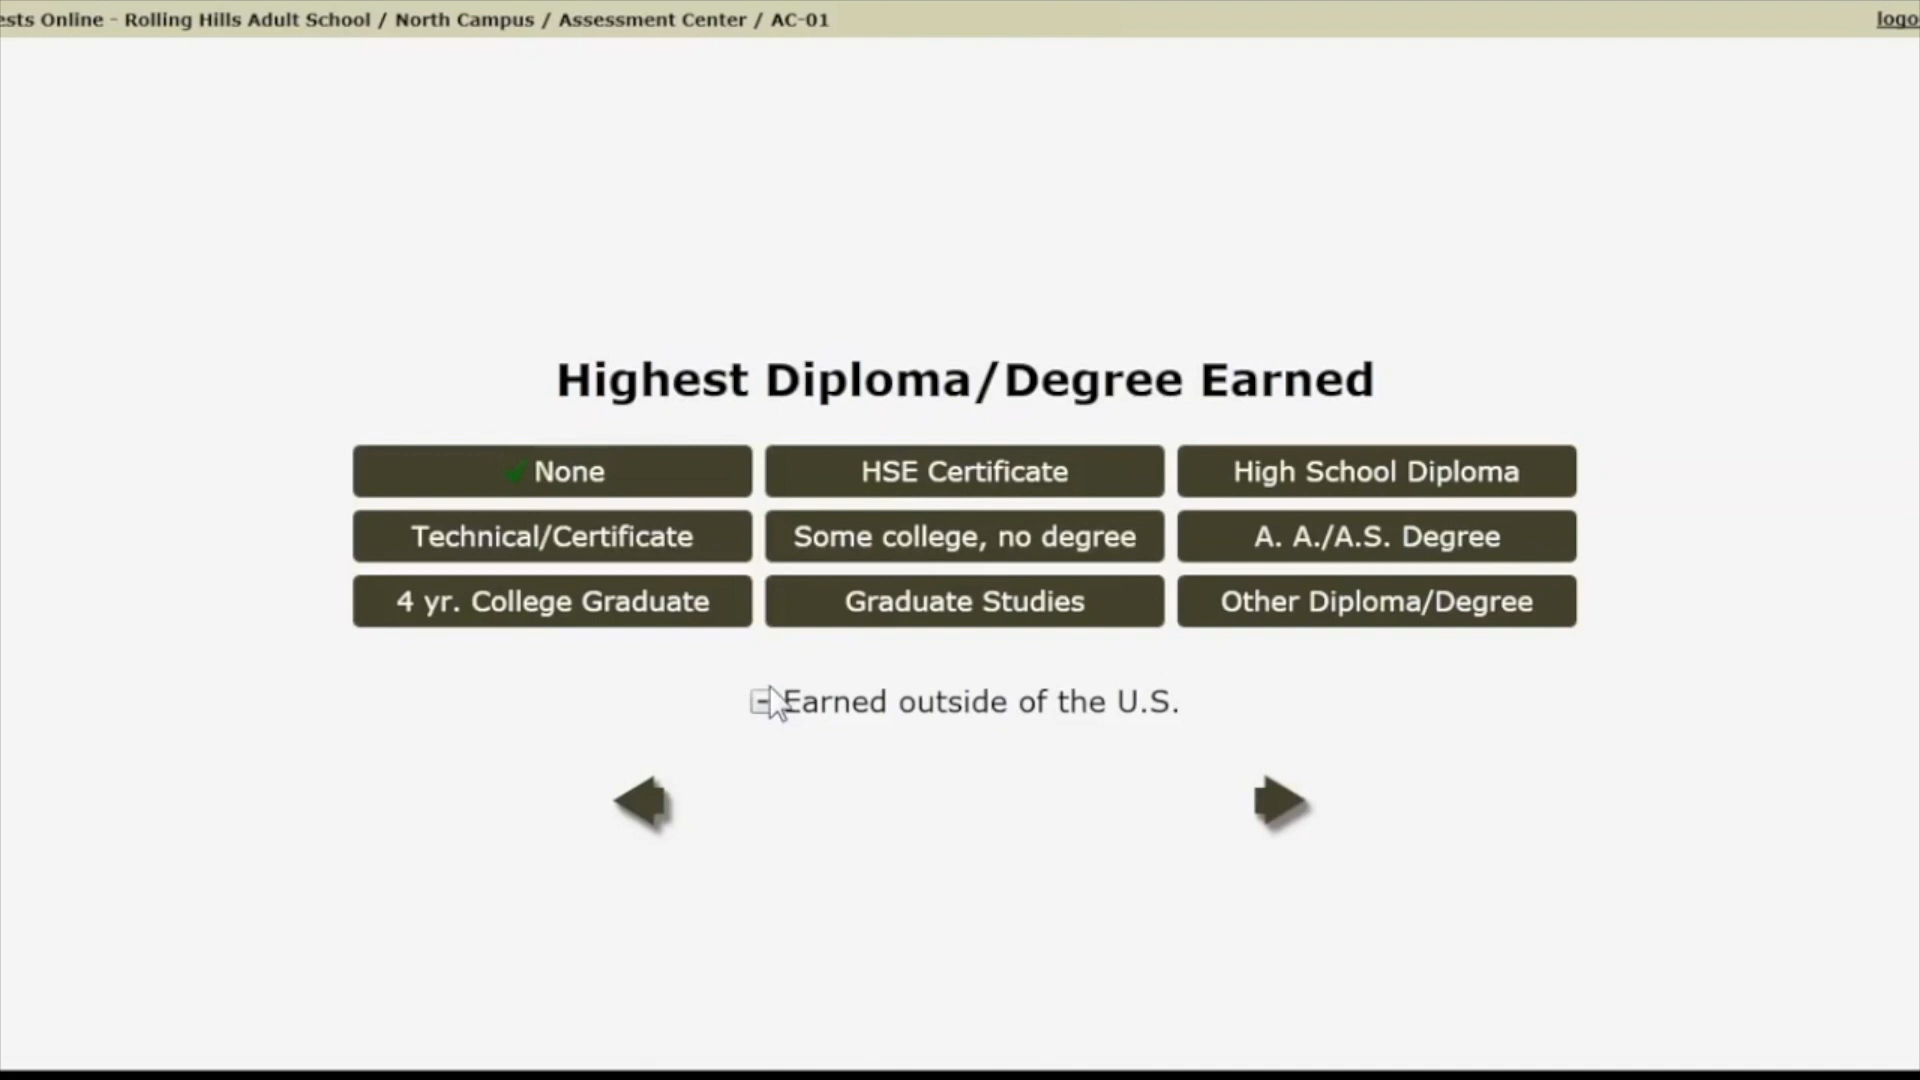 ests Online - Rolling Hills Adult School / North Campus / Assessment Center / AC-01
logo
Highest Diploma/Degree Earned
None
HSE Certificate
High School Diploma
Technical/Certificate
Some college, no degree
A. A./A.S. Degree
4 yr. College Graduate
Graduate Studies
Other Diploma/Degree
Earned outside of the U.S.